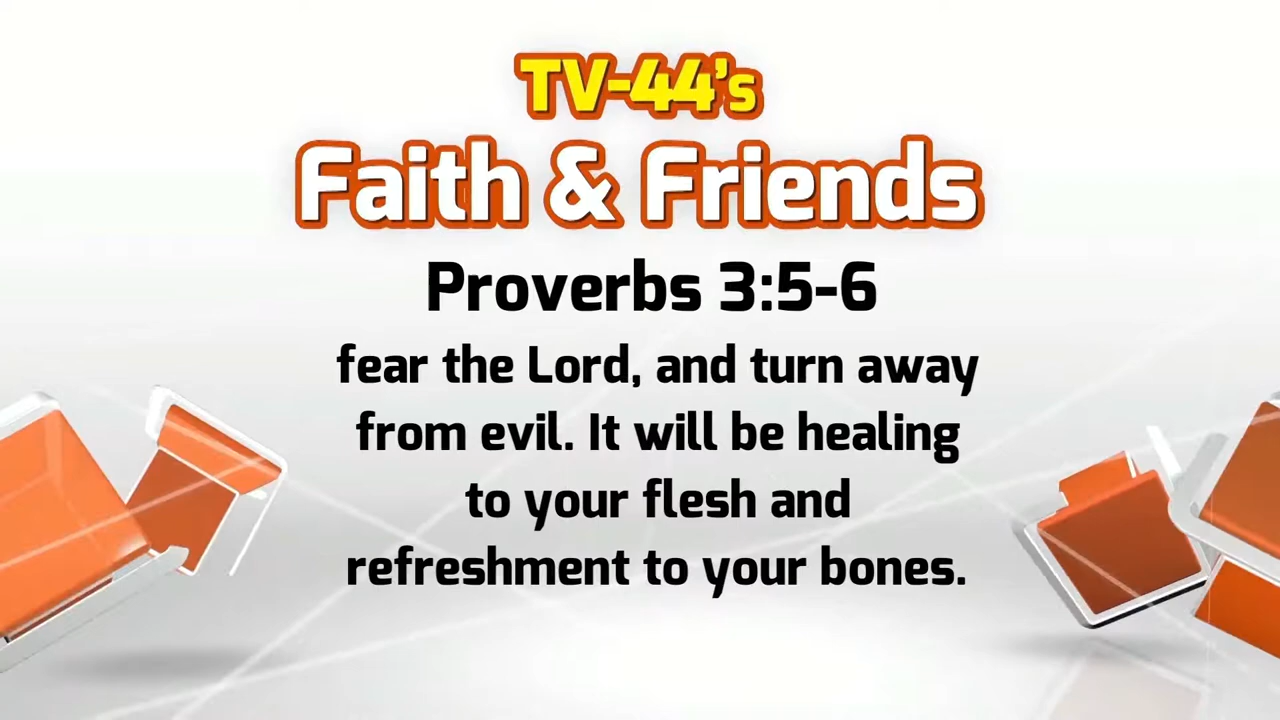 TV-44's
Faith & Friends
Proverbs 3:5-6
fear the Lord, and turn away
from evil. It will be healing
to your flesh and
refreshment to your bones.